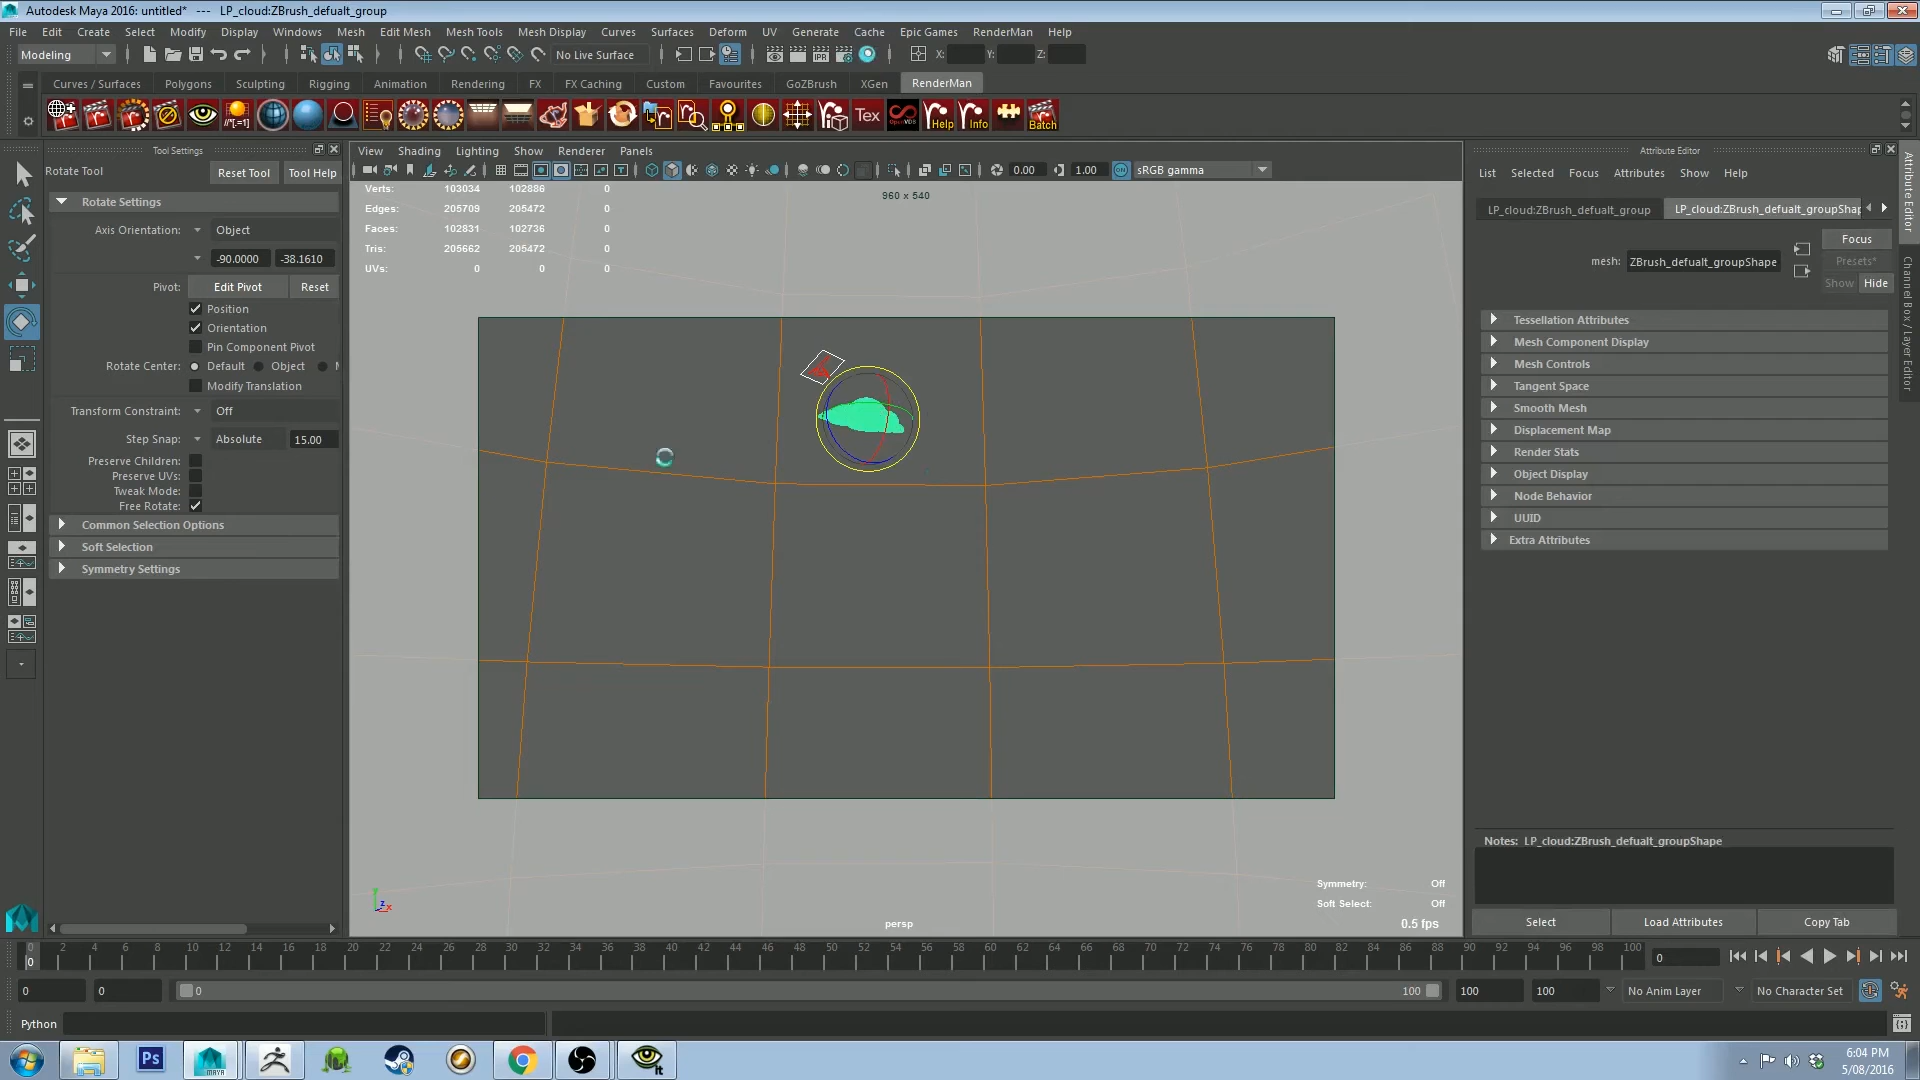 Autodesk Maya 2016: untitled*   ---   LP_cloud:ZBrush_defualt_group
File Edit Create Select Modify Display Windows Mesh Edit Mesh Mesh Tools Mesh Display Curves Surfaces Deform UV Generate Cache Epic Games RenderMan Help
Modeling No Live Surface X: Y: Z:
Curves / Surfaces Polygons Sculpting Rigging Animation Rendering FX FX Caching Custom Favourites GoZBrush XGen RenderMan
Tex Help Info Batch
Tool Settings
Rotate Tool Reset Tool Tool Help
Rotate Settings
Axis Orientation: Object
-90.0000 -38.1610
Pivot: Edit Pivot Reset
Position
Orientation
Pin Component Pivot
Rotate Center: Default Object
Modify Translation
Transform Constraint: Off
Step Snap: Absolute 15.00
Preserve Children:
Preserve UVs:
Tweak Mode:
Free Rotate:
Common Selection Options
Soft Selection
Symmetry Settings
View Shading Lighting Show Renderer Panels
0.00 1.00 sRGB gamma
Verts: 103034 102886 0
Edges: 205709 205472 0
Faces: 102831 102736 0
Tris: 205662 205472 0
UVs: 0 0 0
960 x 540
Symmetry: Off
Soft Select: Off
persp
0.5 fps
Attribute Editor
List Selected Focus Attributes Show Help
LP_cloud:ZBrush_defualt_group LP_cloud:ZBrush_defualt_groupShap
mesh: ZBrush_defualt_groupShape
Focus
Presets*
Show Hide
Tessellation Attributes
Mesh Component Display
Mesh Controls
Tangent Space
Smooth Mesh
Displacement Map
Render Stats
Object Display
Node Behavior
UUID
Extra Attributes
Notes: LP_cloud:ZBrush_defualt_groupShape
Select Load Attributes Copy Tab
Attribute Editor
Channel Box / Layer Editor
0 2 4 6 8 10 12 14 16 18 20 22 24 26 28 30 32 34 36 38 40 42 44 46 48 50 52 54 56 58 60 62 64 66 68 70 72 74 76 78 80 82 84 86 88 90 92 94 96 98 100
0 0
0 0 0 100 100 100 No Anim Layer No Character Set
Python
Ps MAYA it
6:04 PM
5/08/2016